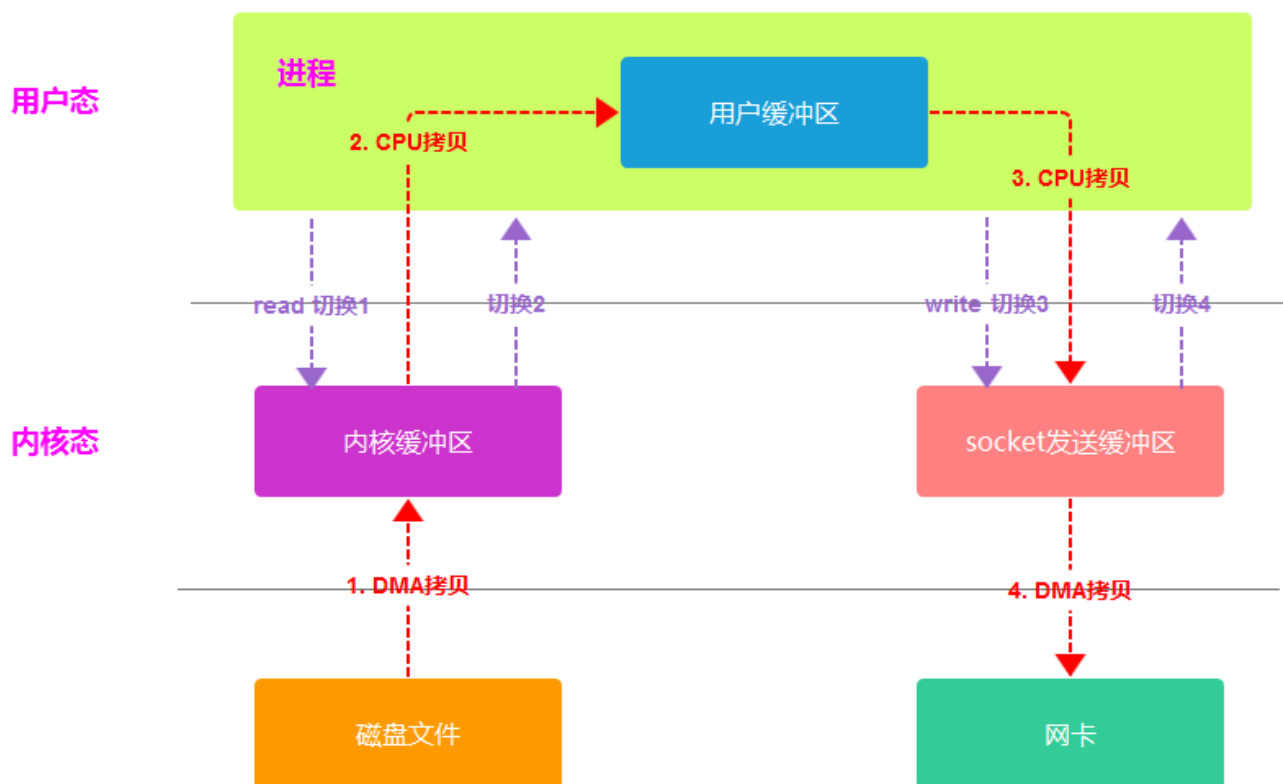 进程
用户态
用户缓冲区
2. CPU拷贝
3. CPU拷贝
read 切换1
切换2
write 切换3
切换4
内核态
内核缓冲区
socket发送缓冲区
1. DMA拷贝
4. DMA拷贝
磁盘文件
网卡